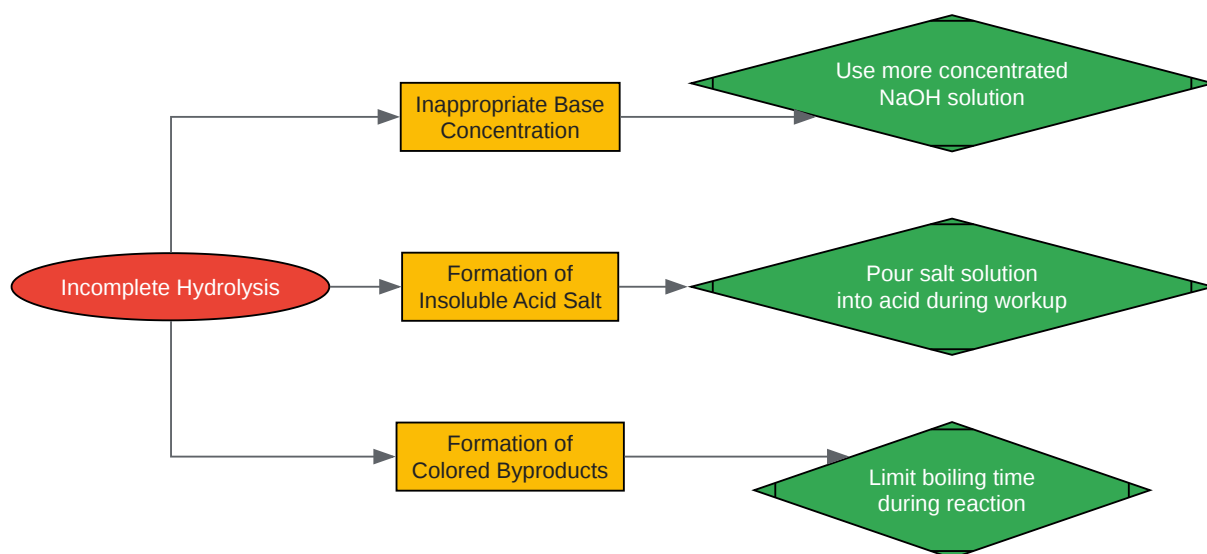 Use more concentrated
NaOH solution
Inappropriate Base
Concentration
Incomplete Hydrolysis
Formation of
Insoluble Acid Salt
Pour salt solution
into acid during workup
Formation of
Colored Byproducts
Limit boiling time
during reaction